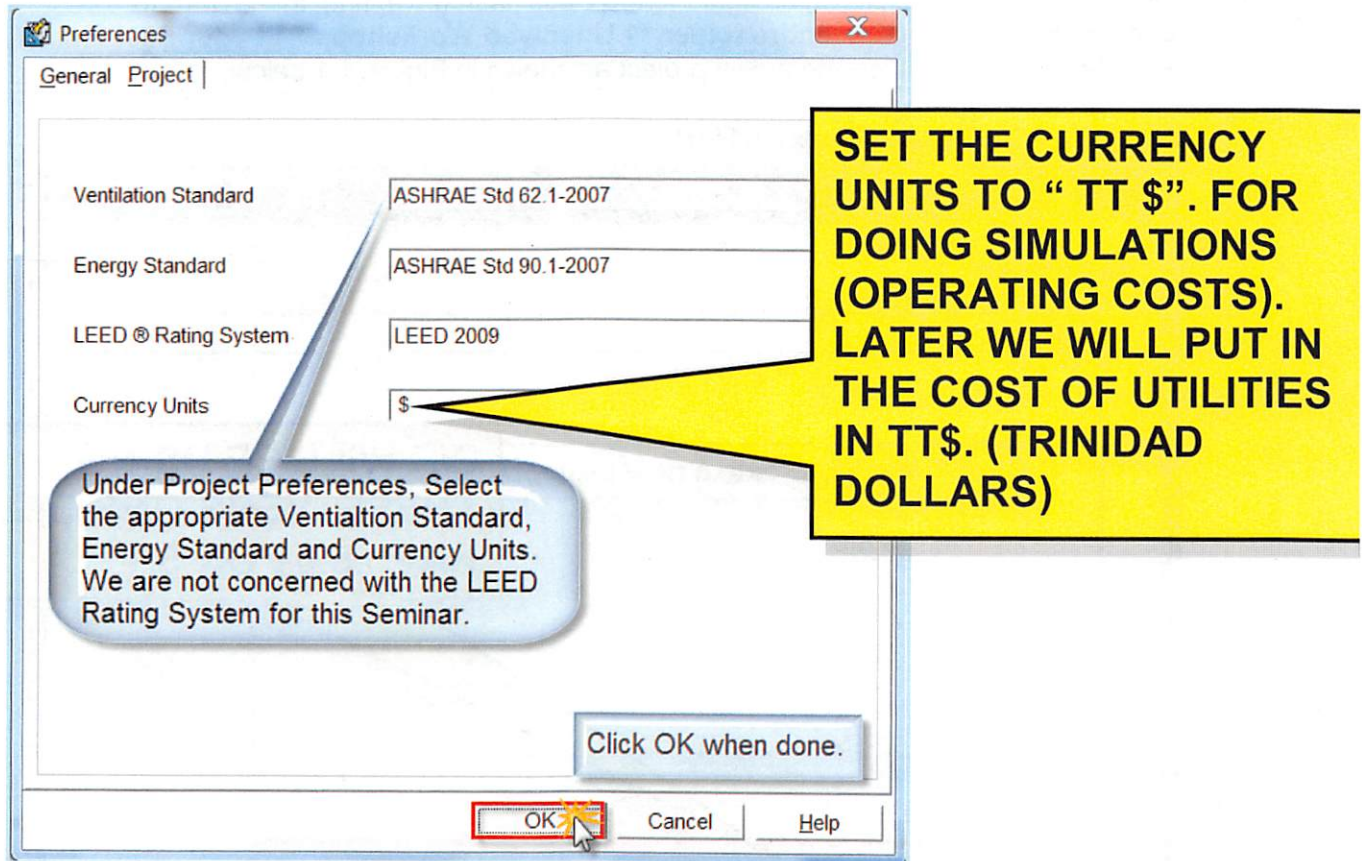 Preferences
General Project
Ventilation Standard
ASHRAE Std 62.1-2007
Energy Standard
ASHRAE Std 90.1-2007
LEED ® Rating System
LEED 2009
Currency Units
$
SET THE CURRENCY
UNITS TO “ TT $”. FOR
DOING SIMULATIONS
(OPERATING COSTS).
LATER WE WILL PUT IN
THE COST OF UTILITIES
IN TT$. (TRINIDAD
DOLLARS)
Under Project Preferences, Select
the appropriate Ventialtion Standard,
Energy Standard and Currency Units.
We are not concerned with the LEED
Rating System for this Seminar.
Click OK when done.
OK Cancel Help